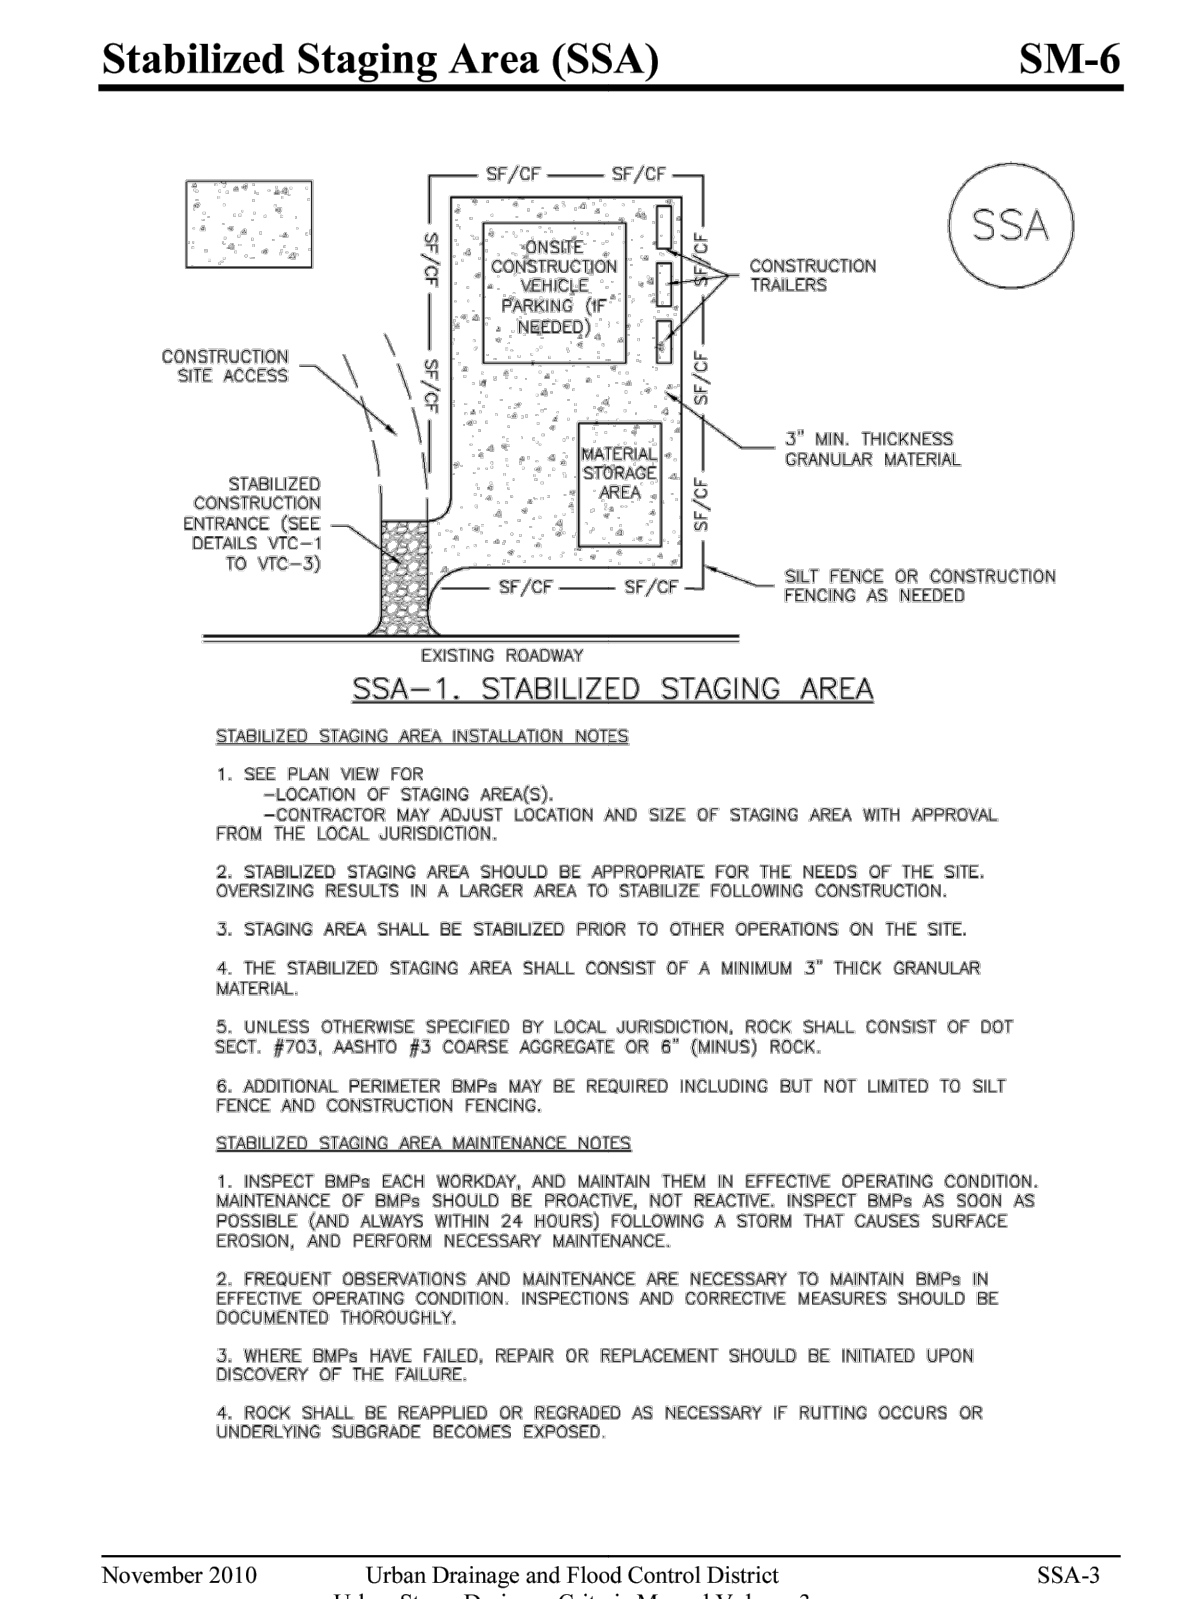 Stabilized Staging Area (SSA) SM-6
SF/CF SF/CF
SSA
SF/CF
SF/CF
ONSITE
CONSTRUCTION
VEHICLE
PARKING (IF
NEEDED)
CONSTRUCTION
TRAILERS
CONSTRUCTION
SITE ACCESS
SF/CF
SF/CF
3" MIN. THICKNESS
GRANULAR MATERIAL
MATERIAL
STORAGE
AREA
STABILIZED
CONSTRUCTION
ENTRANCE (SEE
DETAILS VTC-1
TO VTC-3)
SF/CF
SF/CF SF/CF
SILT FENCE OR CONSTRUCTION
FENCING AS NEEDED
EXISTING ROADWAY
SSA-1. STABILIZED STAGING AREA
STABILIZED STAGING AREA INSTALLATION NOTES
1. SEE PLAN VIEW FOR
-LOCATION OF STAGING AREA(S).
-CONTRACTOR MAY ADJUST LOCATION AND SIZE OF STAGING AREA WITH APPROVAL
FROM THE LOCAL JURISDICTION.
2. STABILIZED STAGING AREA SHOULD BE APPROPRIATE FOR THE NEEDS OF THE SITE.
OVERSIZING RESULTS IN A LARGER AREA TO STABILIZE FOLLOWING CONSTRUCTION.
3. STAGING AREA SHALL BE STABILIZED PRIOR TO OTHER OPERATIONS ON THE SITE.
4. THE STABILIZED STAGING AREA SHALL CONSIST OF A MINIMUM 3" THICK GRANULAR
MATERIAL.
5. UNLESS OTHERWISE SPECIFIED BY LOCAL JURISDICTION, ROCK SHALL CONSIST OF DOT
SECT. #703, AASHTO #3 COARSE AGGREGATE OR 6" (MINUS) ROCK.
6. ADDITIONAL PERIMETER BMPs MAY BE REQUIRED INCLUDING BUT NOT LIMITED TO SILT
FENCE AND CONSTRUCTION FENCING.
STABILIZED STAGING AREA MAINTENANCE NOTES
1. INSPECT BMPs EACH WORKDAY, AND MAINTAIN THEM IN EFFECTIVE OPERATING CONDITION.
MAINTENANCE OF BMPs SHOULD BE PROACTIVE, NOT REACTIVE. INSPECT BMPs AS SOON AS
POSSIBLE (AND ALWAYS WITHIN 24 HOURS) FOLLOWING A STORM THAT CAUSES SURFACE
EROSION, AND PERFORM NECESSARY MAINTENANCE.
2. FREQUENT OBSERVATIONS AND MAINTENANCE ARE NECESSARY TO MAINTAIN BMPs IN
EFFECTIVE OPERATING CONDITION. INSPECTIONS AND CORRECTIVE MEASURES SHOULD BE
DOCUMENTED THOROUGHLY.
3. WHERE BMPs HAVE FAILED, REPAIR OR REPLACEMENT SHOULD BE INITIATED UPON
DISCOVERY OF THE FAILURE.
4. ROCK SHALL BE REAPPLIED OR REGRADED AS NECESSARY IF RUTTING OCCURS OR
UNDERLYING SUBGRADE BECOMES EXPOSED.
November 2010 Urban Drainage and Flood Control District SSA-3